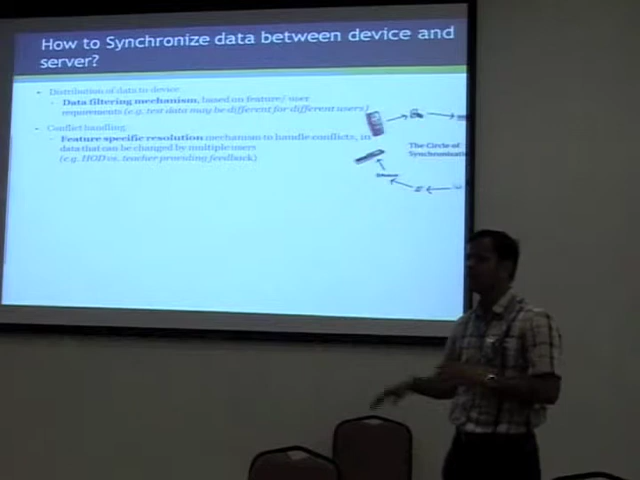 How to Synchronize data between device and
server?
Distribution of data to device
Data filtering mechanism, based on feature/ user
requirements (e.g. test data may be different for different users)
Conflict handling
Feature specific resolution mechanism to handle conflicts, in
data that can be changed by multiple users
(e.g. HOD vs. teacher providing feedback)
The Circle of
Synchronization